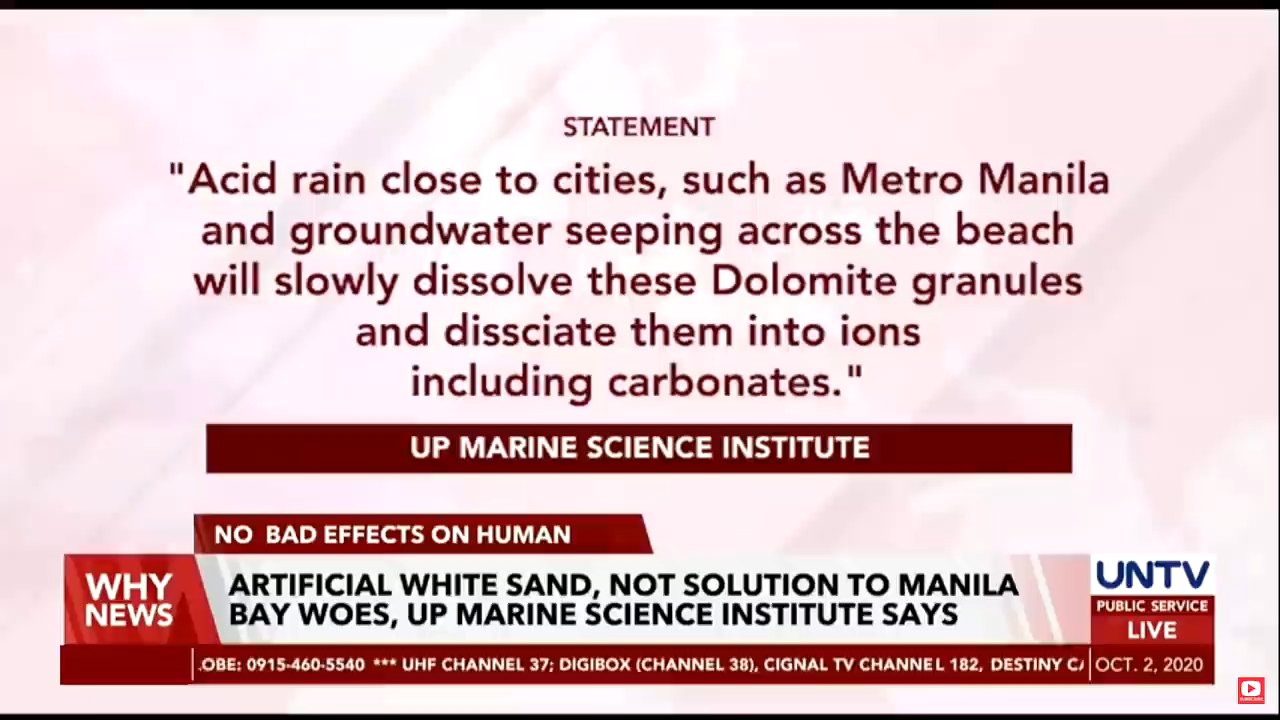 STATEMENT
"Acid rain close to cities, such as Metro Manila
and groundwater seeping across the beach
will slowly dissolve these Dolomite granules
and dissciate them into ions
including carbonates."
UP MARINE SCIENCE INSTITUTE
NO BAD EFFECTS ON HUMAN
WHY
NEWS
ARTIFICIAL WHITE SAND, NOT SOLUTION TO MANILA
BAY WOES, UP MARINE SCIENCE INSTITUTE SAYS
UNTV
PUBLIC SERVICE
LIVE
OBE: 0915-460-5540 *** UHF CHANNEL 37; DIGIBOX (CHANNEL 38), CIGNAL TV CHANNEL 182, DESTINY
OCT. 2, 2020